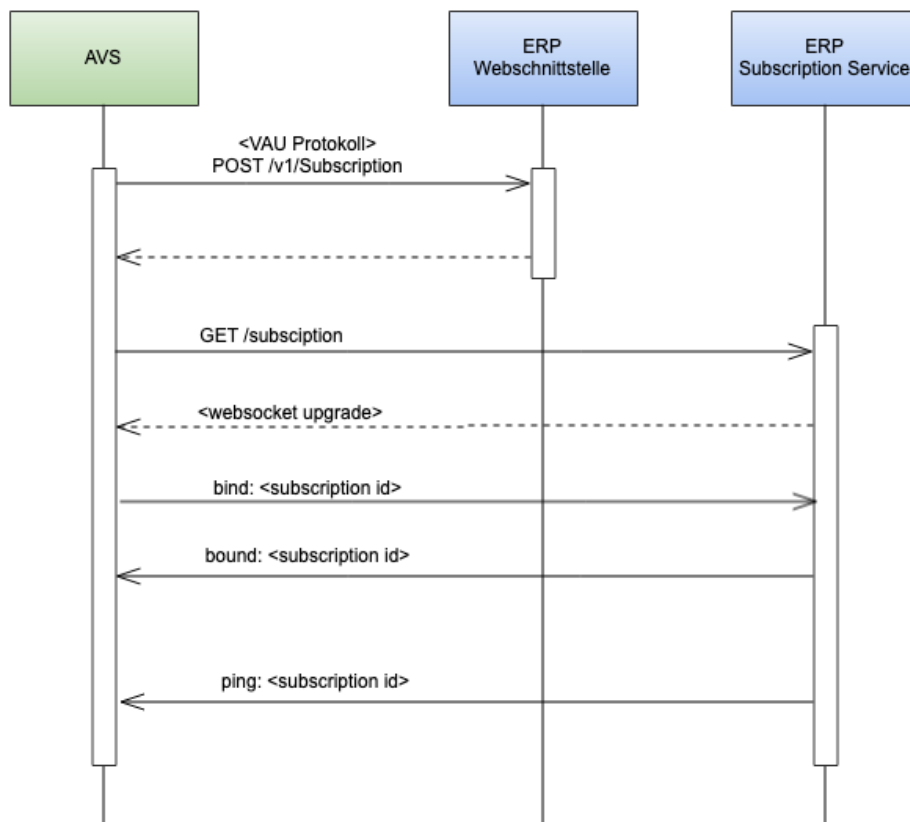 AVS
ERP
Webschnittstelle
ERP
Subscription Service
<VAU Protokoll>
POST /v1/Subscription
GET /subsciption
<websocket upgrade>
bind: <subscription id>
bound: <subscription id>
ping: <subscription id>